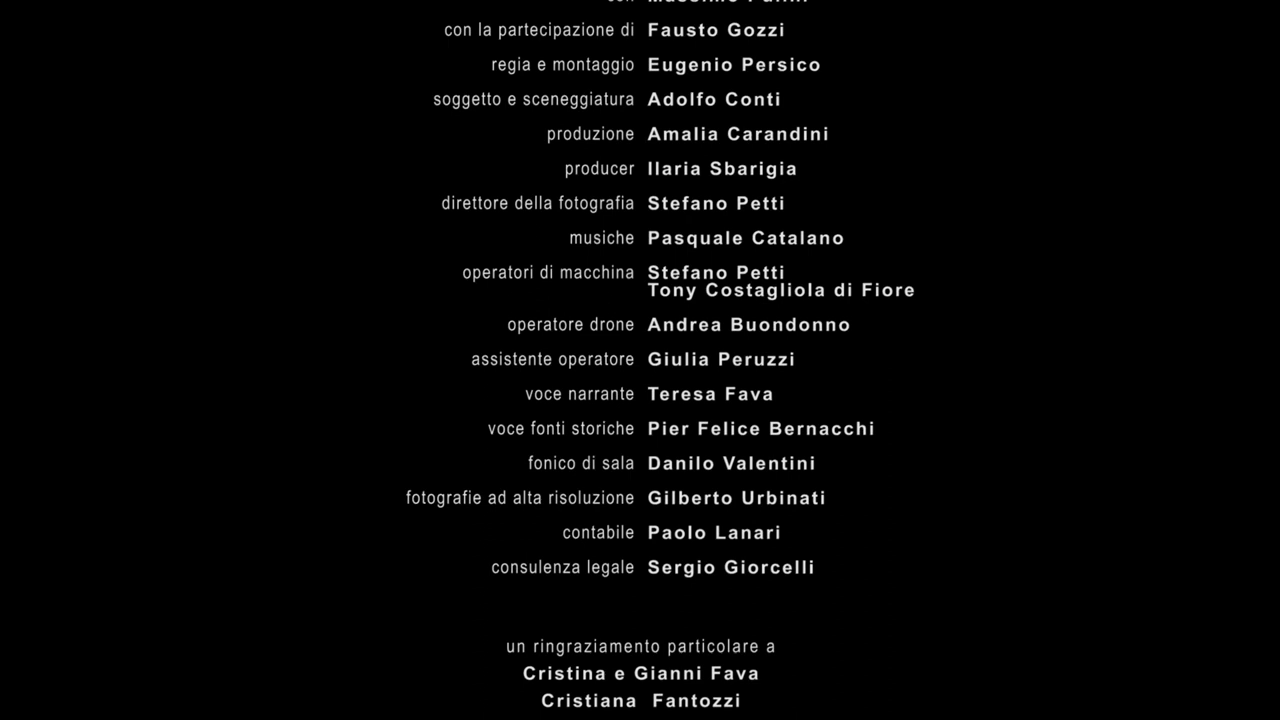 con la partecipazione di Fausto Gozzi
regia e montaggio Eugenio Persico
soggetto e sceneggiatura Adolfo Conti
produzione Amalia Carandini
producer Ilaria Sbarigia
direttore della fotografia Stefano Petti
musiche Pasquale Catalano
operatori di macchina Stefano Petti
Tony Costagliola di Fiore
operatore drone Andrea Buondonno
assistente operatore Giulia Peruzzi
voce narrante Teresa Fava
voce fonti storiche Pier Felice Bernacchi
fonico di sala Danilo Valentini
fotografie ad alta risoluzione Gilberto Urbinati
contabile Paolo Lanari
consulenza legale Sergio Giorcelli
un ringraziamento particolare a
Cristina e Gianni Fava
Cristiana Fantozzi